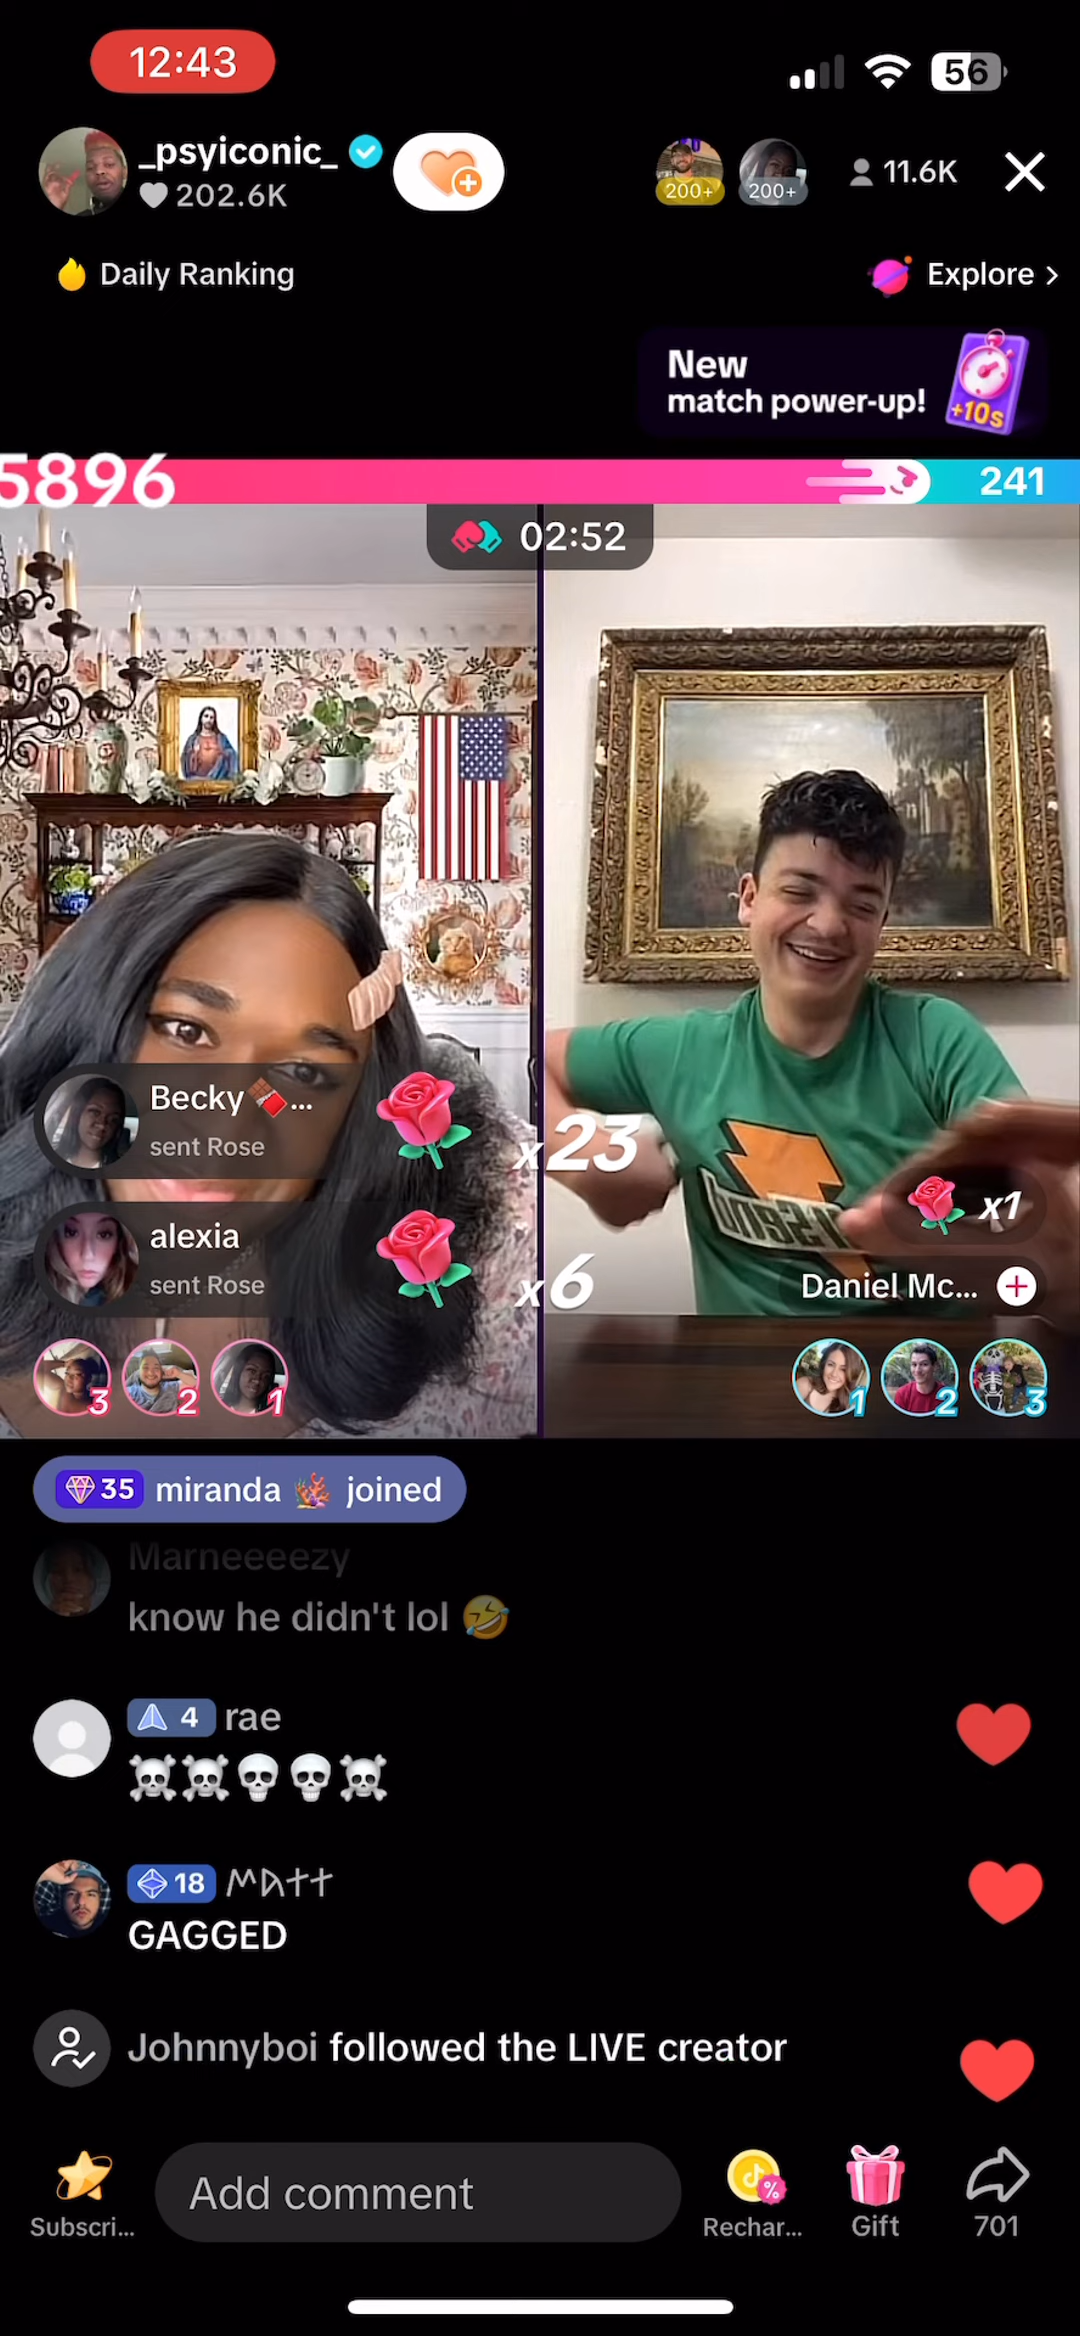 12:43
56
_psyiconic_
202.6K
200+
200+
11.6K
Daily Ranking
Explore >
New
match power-up!
+10s
5896
241
02:52
Becky🍫...
sent Rose
x23
x1
alexia
sent Rose
x6
Daniel Mc...
3
2
1
1
2
3
35 miranda 🪸 joined
Marneeeezy
know he didn't lol 🤣
4 rae
☠️☠️💀💀☠️
18 ᛖᚤ††
GAGGED
Johnnyboi followed the LIVE creator
Subscri...
Add comment
%
Rechar...
Gift
701